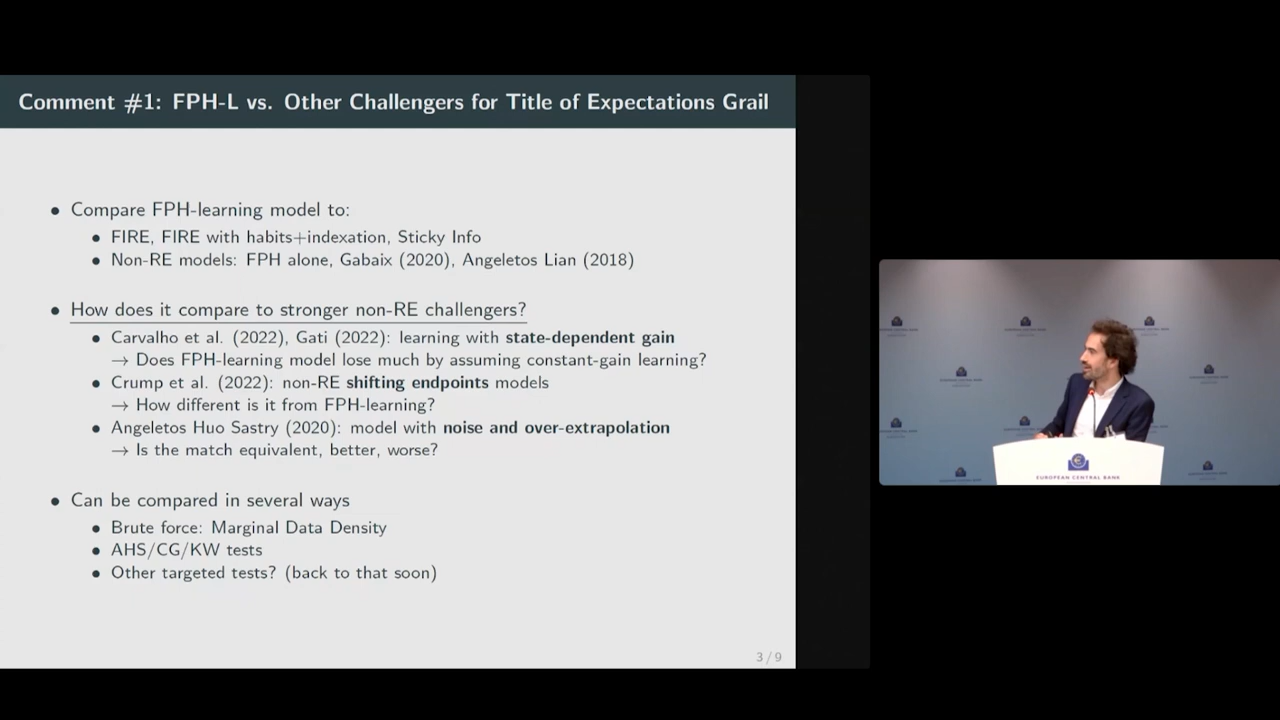 Comment #1: FPH-L vs. Other Challengers for Title of Expectations Grail
• Compare FPH-learning model to:
• FIRE, FIRE with habits+indexation, Sticky Info
• Non-RE models: FPH alone, Gabaix (2020), Angeletos Lian (2018)
• How does it compare to stronger non-RE challengers?
• Carvalho et al. (2022), Gati (2022): learning with state-dependent gain
→ Does FPH-learning model lose much by assuming constant-gain learning?
• Crump et al. (2022): non-RE shifting endpoints models
→ How different is it from FPH-learning?
• Angeletos Huo Sastry (2020): model with noise and over-extrapolation
→ Is the match equivalent, better, worse?
• Can be compared in several ways
• Brute force: Marginal Data Density
• AHS/CG/KW tests
• Other targeted tests? (back to that soon)
3 / 9
EUROPEAN CENTRAL BANK